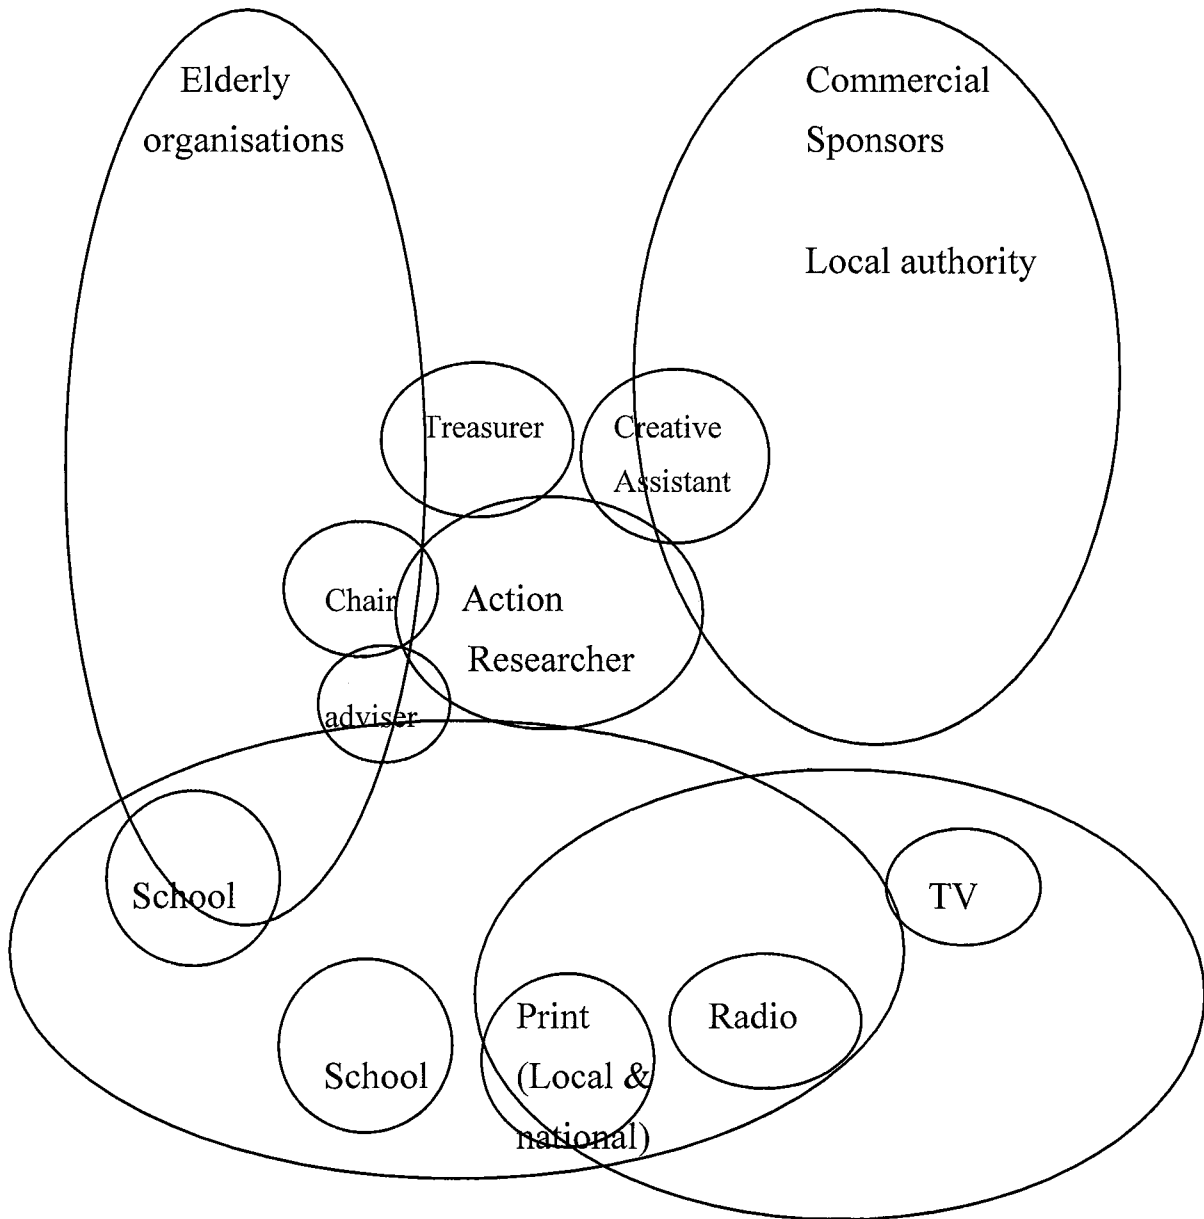 Elderly
organisations
Commercial
Sponsors
Local authority
Treasurer
Creative
Assistant
Chair
Action
Researcher
adviser
School
TV
School
Print
(Local &
national)
Radio